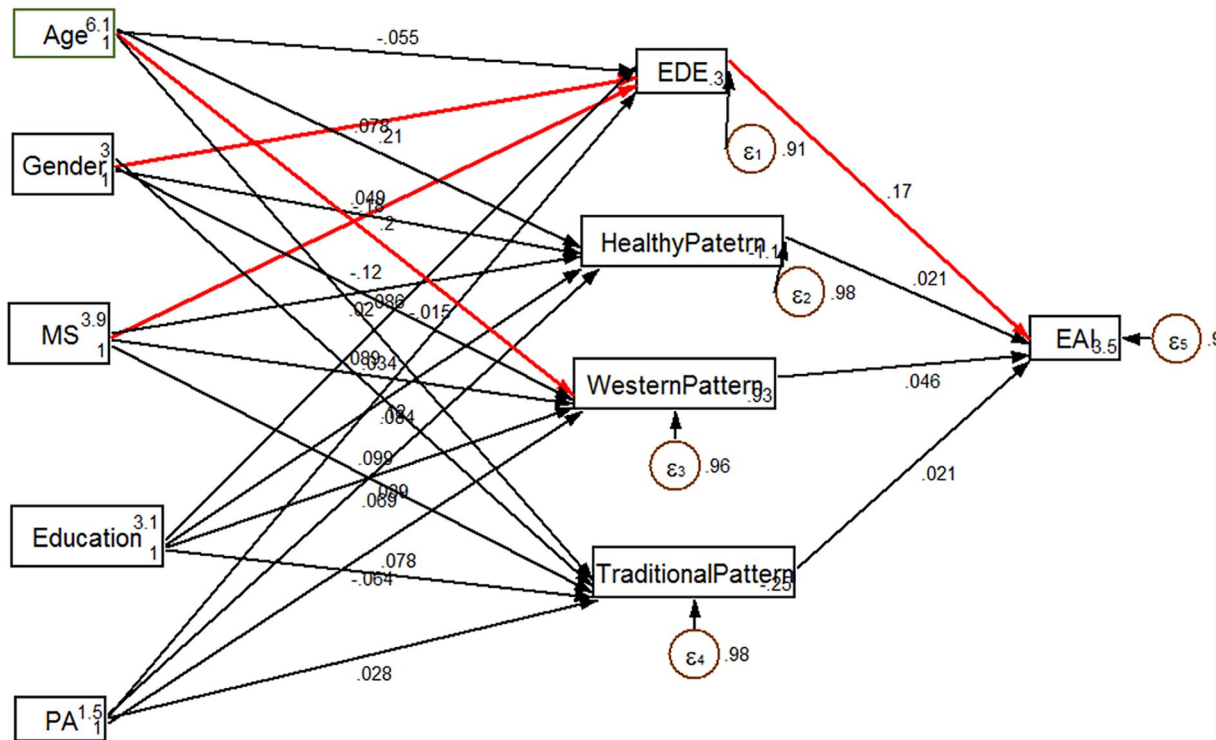 Age 6.1
1
-.055
EDE .3
ε1 .91
.078
.21
Gender 3
1
.17
.049
-.18
.2
HealthyPatetrn -1.1
ε2 .98
-.12
.021
.086
.02
-.015
MS 3.9
1
EAI 3.5
ε5 .9
.089
.034
WesternPattern .93
.046
.084
.099
ε3 .96
.069
.021
Education 3.1
1
.078
-.064
TraditionalPattern -.25
ε4 .98
.028
PA 1.5
1